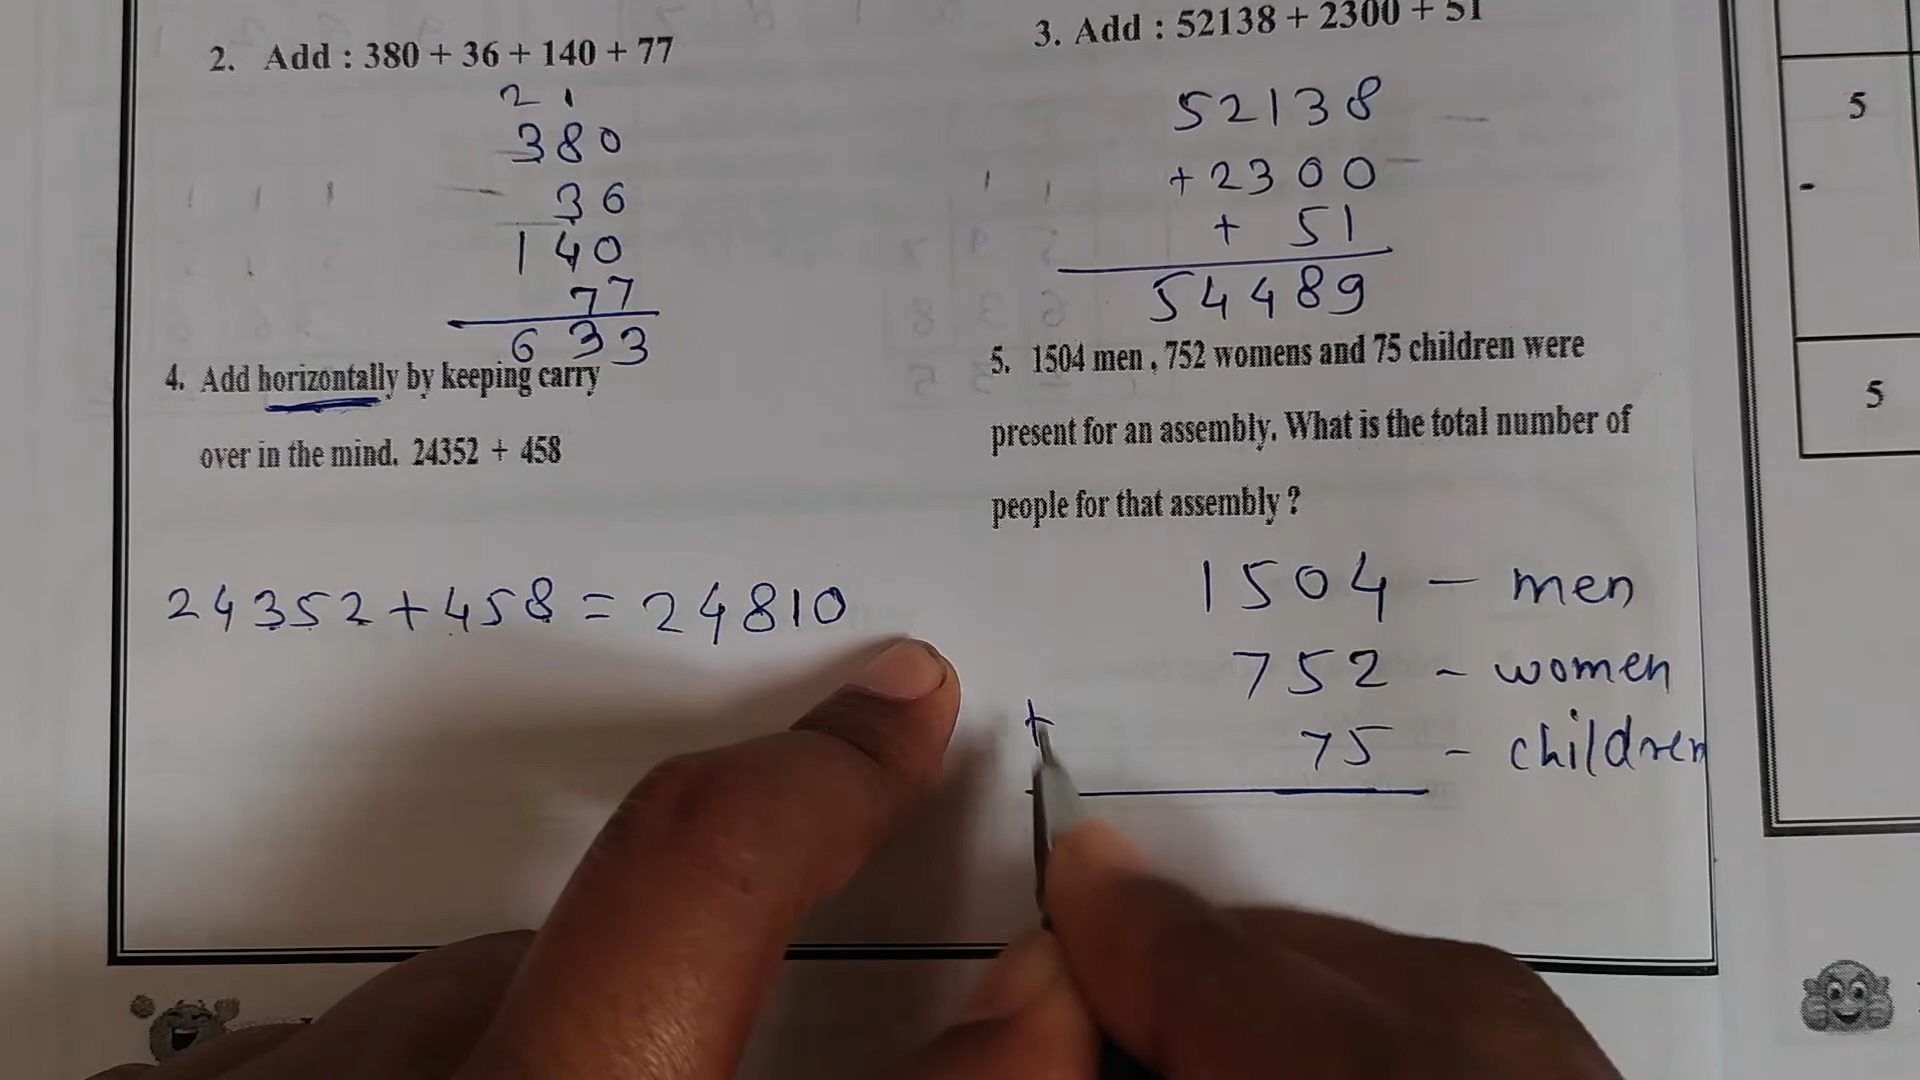 2. Add : 380 + 36 + 140 + 77
2 1
380
36
140
77
633
3. Add : 52138 + 2300 + 51
52138
+ 2300
+ 51
54489
4. Add horizontally by keeping carry
over in the mind. 24352 + 458
24352 + 458 = 24810
5. 1504 men , 752 womens and 75 children were
present for an assembly. What is the total number of
people for that assembly ?
1504 – men
752 – women
+ 75 – children
5
-
5